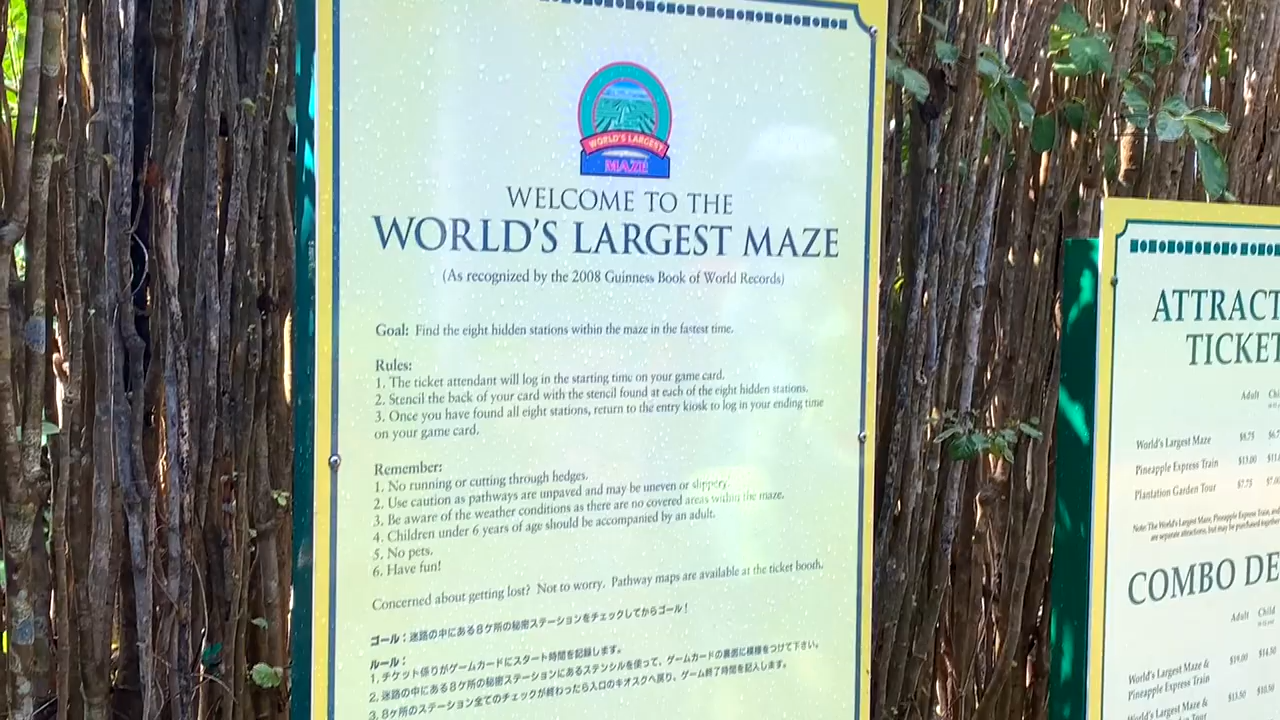 WORLD'S LARGEST
MAZE
WELCOME TO THE
WORLD'S LARGEST MAZE
(As recognized by the 2008 Guinness Book of World Records)
Goal: Find the eight hidden stations within the maze in the fastest time.
Rules:
1. The ticket attendant will log in the starting time on your game card.
2. Stencil the back of your card with the stencil found at each of the eight hidden stations.
3. Once you have found all eight stations, return to the entry kiosk to log in your ending time
on your game card.
Remember:
1. No running or cutting through hedges.
2. Use caution as pathways are unpaved and may be uneven or slippery.
3. Be aware of the weather conditions as there are no covered areas within the maze.
4. Children under 6 years of age should be accompanied by an adult.
5. No pets.
6. Have fun!
Concerned about getting lost? Not to worry. Pathway maps are available at the ticket booth.
ゴール：迷路の中にある8ケ所の秘密ステーションをチェックしてからゴール！
ルール：
1. チケット係りがゲームカードにスタート時間を記録します。
2. 迷路の中にある8ケ所の秘密ステーションにあるステンシルを使って、ゲームカードの裏面に模様をつけて下さい。
3. 8ケ所のステーション全てのチェックが終わったら入口のキオスクへ戻り、ゲーム終了時間を記入します。
ATTRACT
TICKET
Adult Chi
World's Largest Maze $6.75
Pineapple Express Train $13.00
Plantation Garden Tour $7.75
Note: The World's Largest Maze, Pineapple Express Train, and
are separate attractions, but may be purchased together
COMBO DE
Adult Child
World's Largest Maze & $19.00 $14.50
Pineapple Express Train
World's Largest Maze & $13.50 $10.50